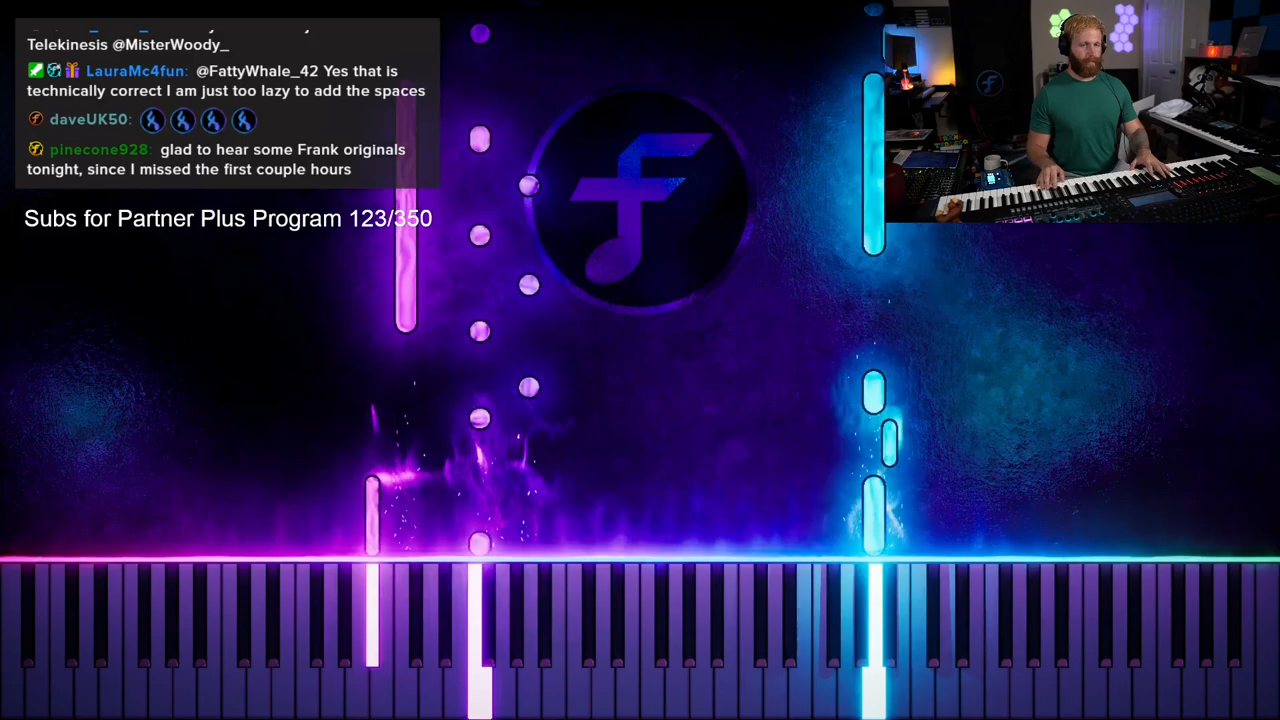 Telekinesis @MisterWoody_
LauraMc4fun: @FattyWhale_42 Yes that is
technically correct I am just too lazy to add the spaces
daveUK50:
pinecone928: glad to hear some Frank originals
tonight, since I missed the first couple hours
Subs for Partner Plus Program 123/350